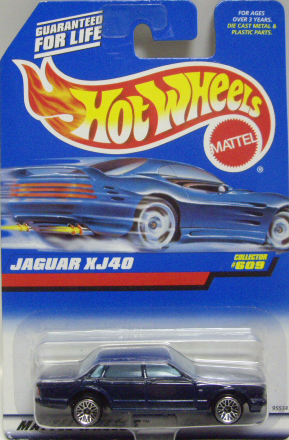 GUARANTEED
FOR LIFE
FOR AGES
OVER 3 YEARS.
DIE CAST METAL &
PLASTIC PARTS.
HOT WHEELS
MATTEL
®
JAGUAR XJ40
COLLECTOR
#609